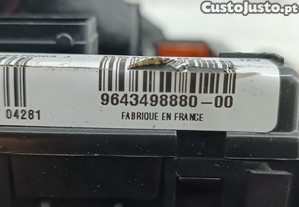 CustoJusto.pt
9643498880-00
04281
FABRIQUE EN FRANCE